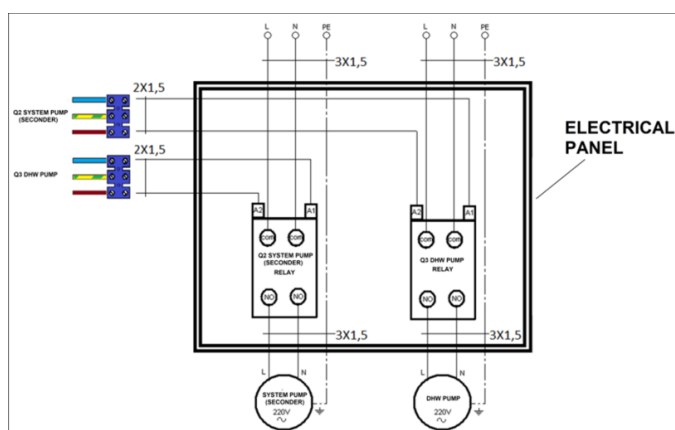 L N PE
L N PE
3X1,5
3X1,5
2X1,5
Q2 SYSTEM PUMP
(SECONDER)
2X1,5
Q3 DHW PUMP
ELECTRICAL
PANEL
A2 A1
A2 A1
com com
com com
Q2 SYSTEM PUMP
(SECONDER)
RELAY
Q3 DHW PUMP
RELAY
NO NO
NO NO
3X1,5
3X1,5
L N
L N
SYSTEM PUMP
(SECONDER)
220V
DHW PUMP
220V